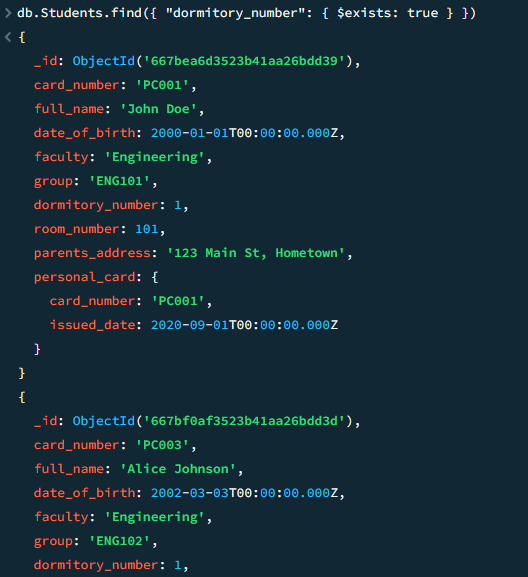 > db.Students.find({ "dormitory_number": { $exists: true } })
< {
_id: ObjectId('667bea6d3523b41aa26bdd39'),
card_number: 'PC001',
full_name: 'John Doe',
date_of_birth: 2000-01-01T00:00:00.000Z,
faculty: 'Engineering',
group: 'ENG101',
dormitory_number: 1,
room_number: 101,
parents_address: '123 Main St, Hometown',
personal_card: {
card_number: 'PC001',
issued_date: 2020-09-01T00:00:00.000Z
}
}
{
_id: ObjectId('667bf0af3523b41aa26bdd3d'),
card_number: 'PC003',
full_name: 'Alice Johnson',
date_of_birth: 2002-03-03T00:00:00.000Z,
faculty: 'Engineering',
group: 'ENG102',
dormitory_number: 1,